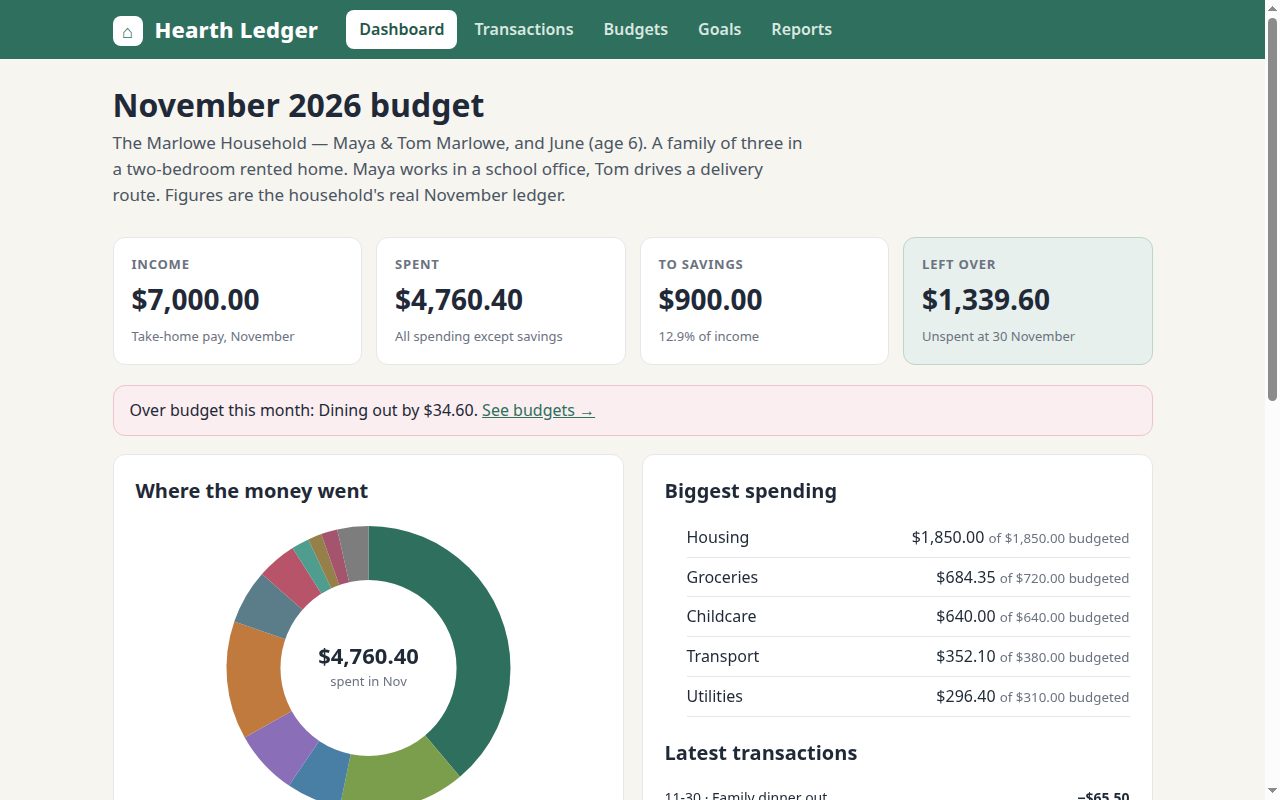 Hearth Ledger
Dashboard
Transactions
Budgets
Goals
Reports
November 2026 budget
The Marlowe Household — Maya & Tom Marlowe, and June (age 6). A family of three in
a two-bedroom rented home. Maya works in a school office, Tom drives a delivery
route. Figures are the household's real November ledger.
INCOME
$7,000.00
Take-home pay, November
SPENT
$4,760.40
All spending except savings
TO SAVINGS
$900.00
12.9% of income
LEFT OVER
$1,339.60
Unspent at 30 November
Over budget this month: Dining out by $34.60. See budgets →
Where the money went
$4,760.40
spent in Nov
Biggest spending
Housing $1,850.00 of $1,850.00 budgeted
Groceries $684.35 of $720.00 budgeted
Childcare $640.00 of $640.00 budgeted
Transport $352.10 of $380.00 budgeted
Utilities $296.40 of $310.00 budgeted
Latest transactions
11-30 · Family dinner out −$65.50